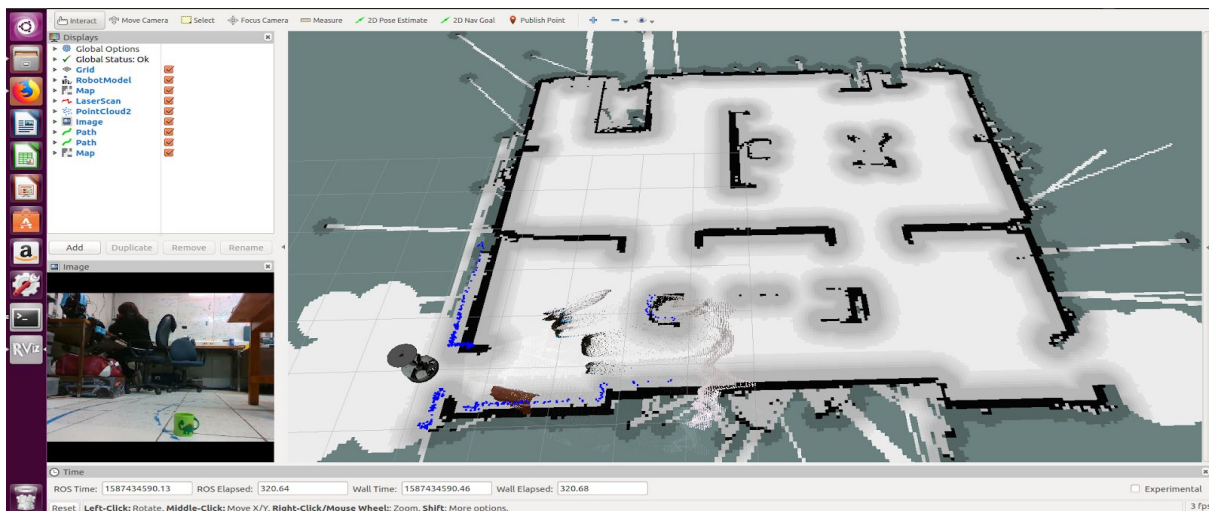 Interact Move Camera Select Focus Camera Measure 2D Pose Estimate 2D Nav Goal Publish Point
Displays
Global Options
Global Status: Ok
Grid
RobotModel
Map
LaserScan
PointCloud2
Image
Path
Path
Map
Add Duplicate Remove Rename
Image
RViz
Time
ROS Time: 1587434590.13 ROS Elapsed: 320.64 Wall Time: 1587434590.46 Wall Elapsed: 320.68 Experimental
Reset Left-Click: Rotate. Middle-Click: Move X/Y. Right-Click/Mouse Wheel: Zoom. Shift: More options. 3 fps